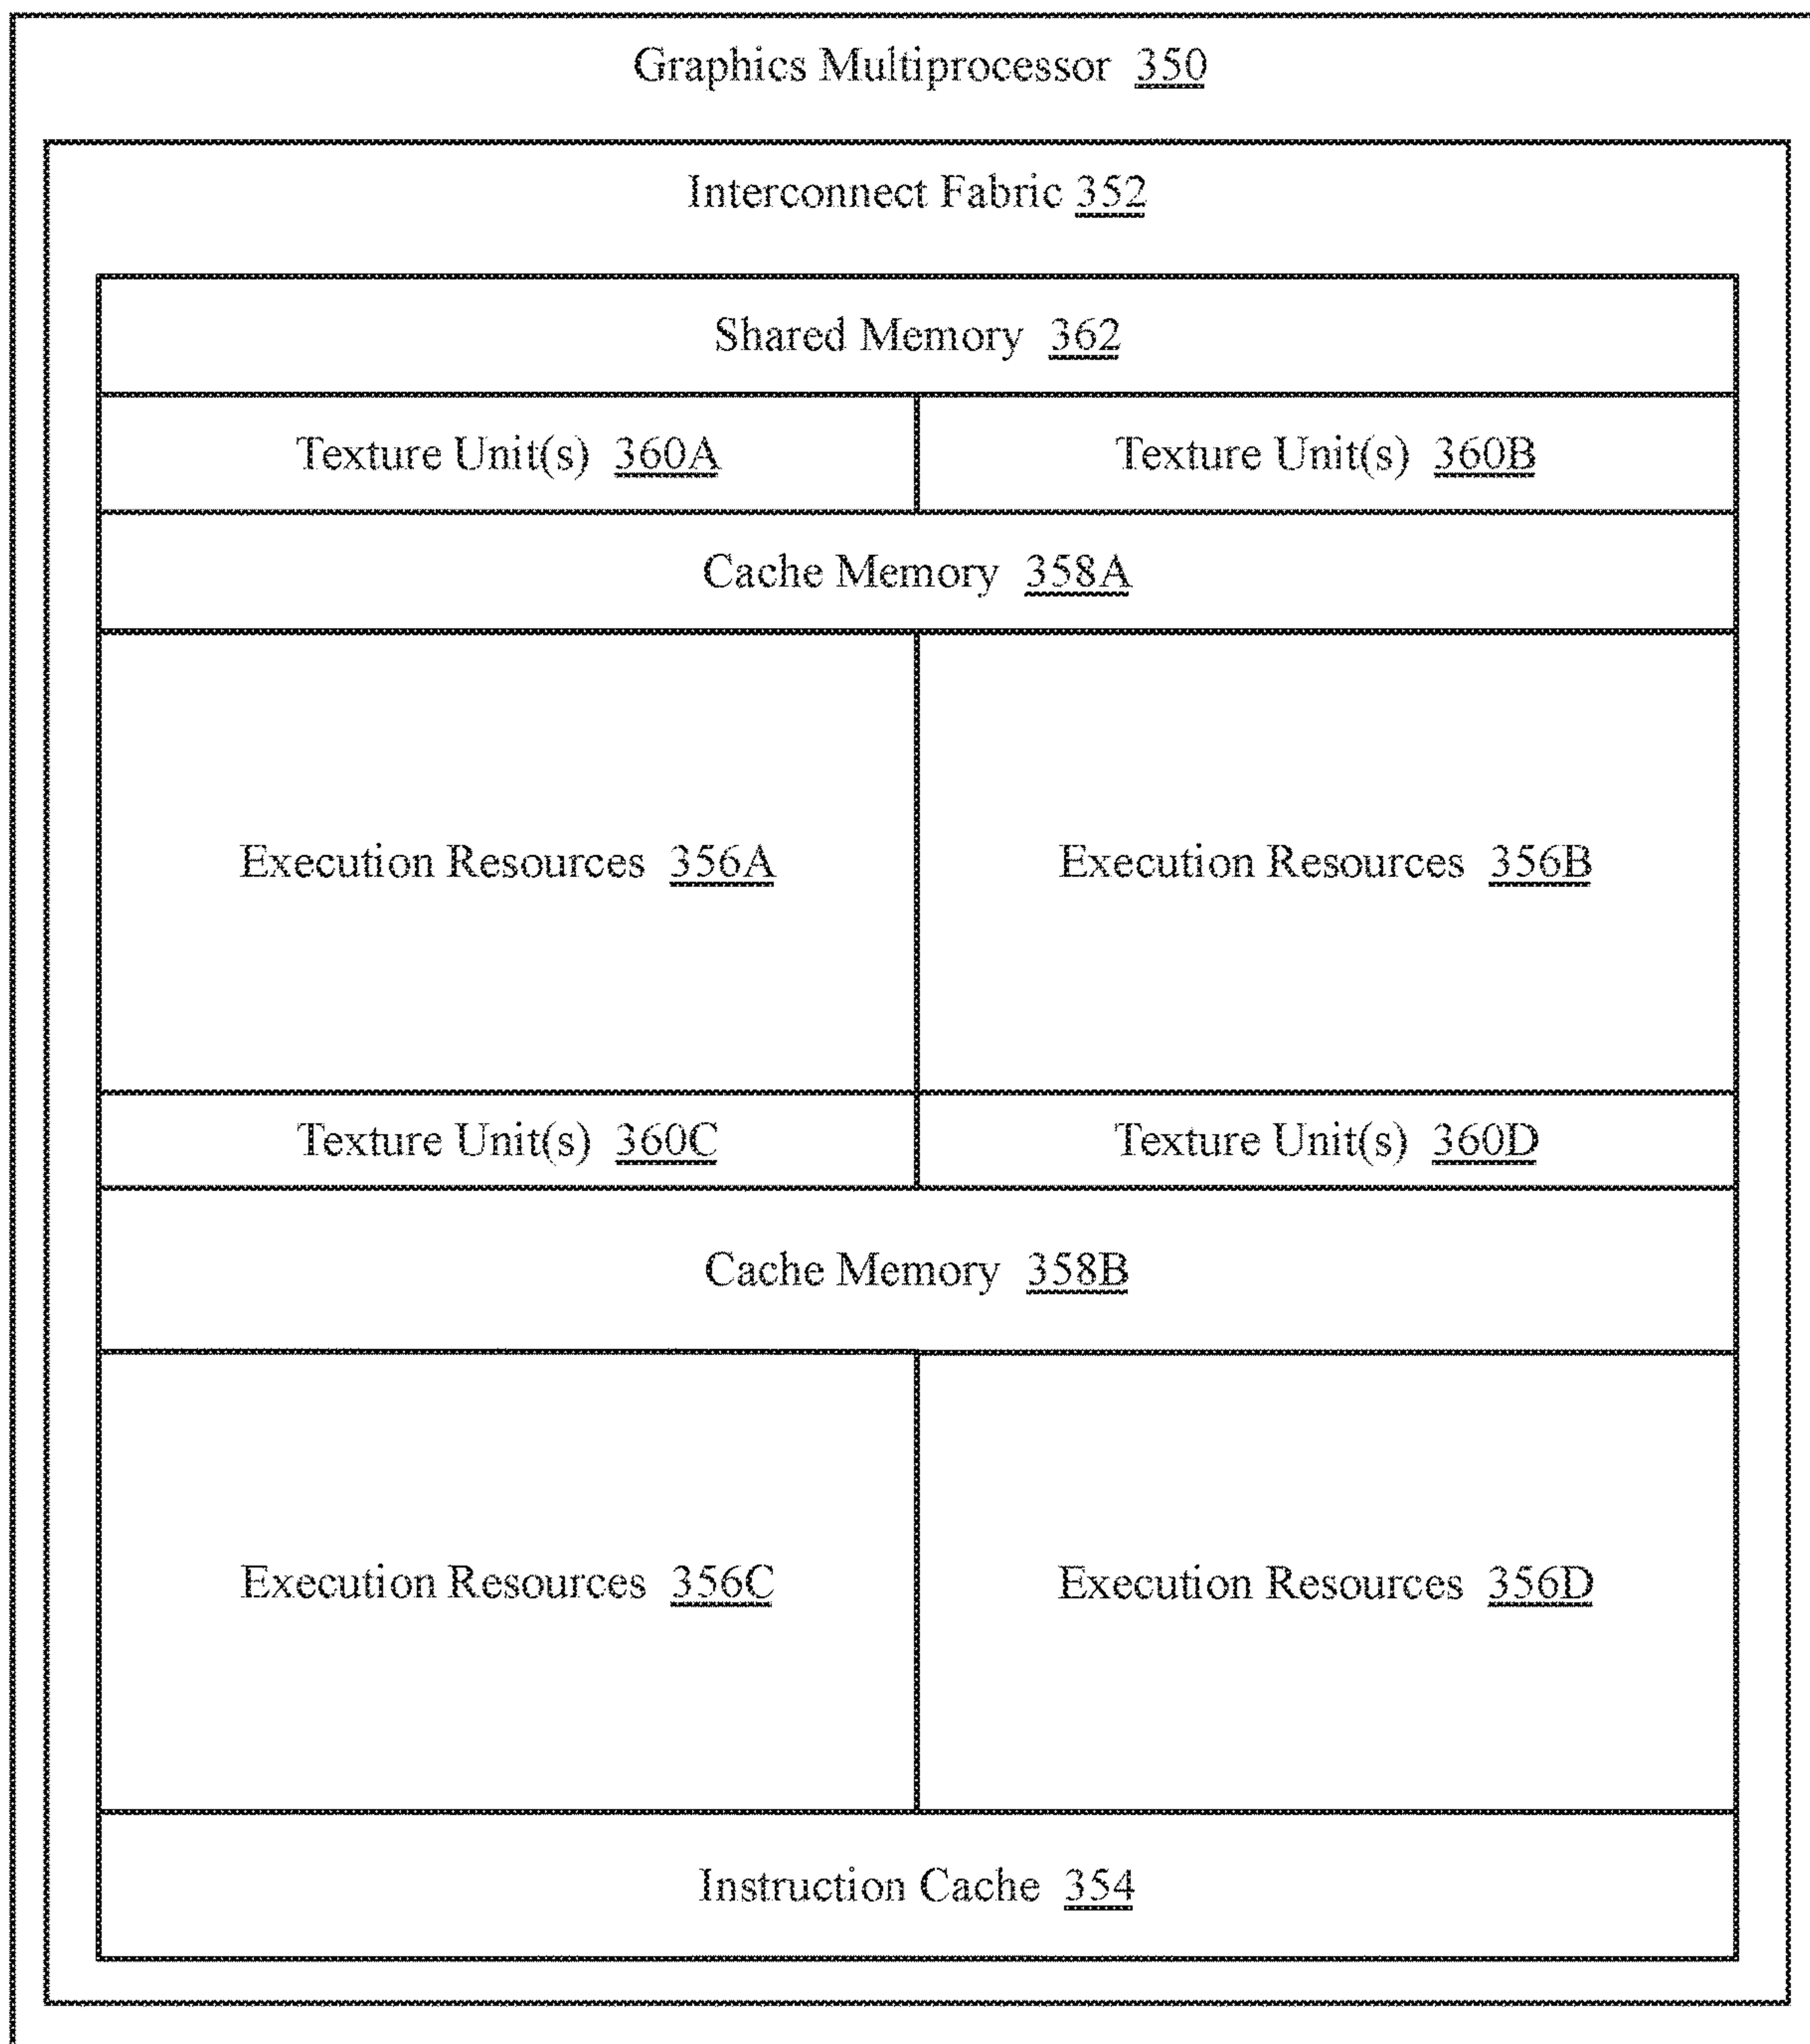 Graphics Multiprocessor 350
Interconnect Fabric 352
Shared Memory 362
Texture Unit(s) 360A
Texture Unit(s) 360B
Cache Memory 358A
Execution Resources 356A
Execution Resources 356B
Texture Unit(s) 360C
Texture Unit(s) 360D
Cache Memory 358B
Execution Resources 356C
Execution Resources 356D
Instruction Cache 354